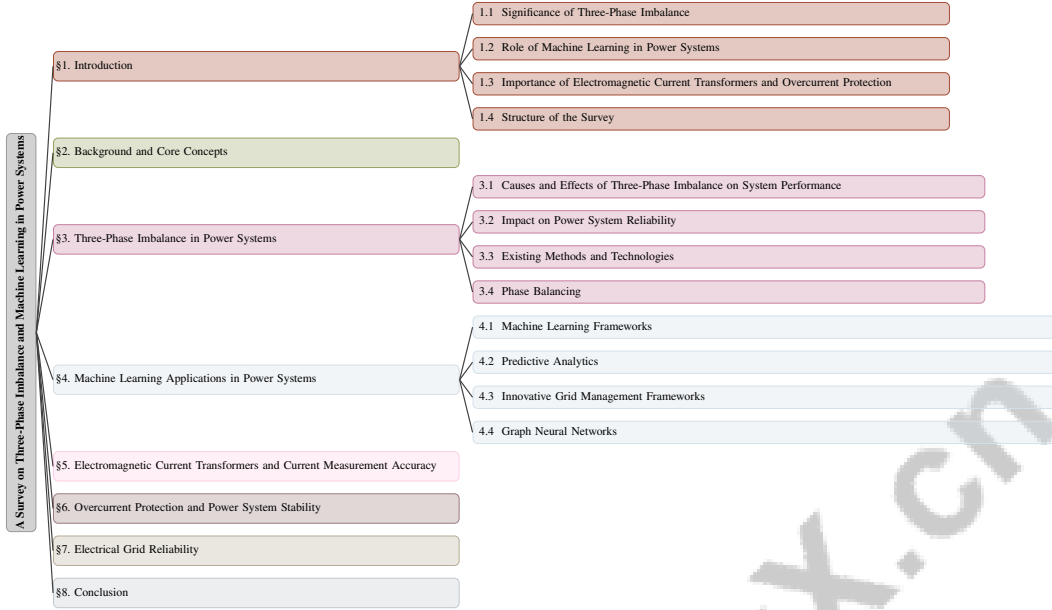 A Survey on Three-Phase Imbalance and Machine Learning in Power Systems
§1. Introduction
1.1 Significance of Three-Phase Imbalance
1.2 Role of Machine Learning in Power Systems
1.3 Importance of Electromagnetic Current Transformers and Overcurrent Protection
1.4 Structure of the Survey
§2. Background and Core Concepts
§3. Three-Phase Imbalance in Power Systems
3.1 Causes and Effects of Three-Phase Imbalance on System Performance
3.2 Impact on Power System Reliability
3.3 Existing Methods and Technologies
3.4 Phase Balancing
§4. Machine Learning Applications in Power Systems
4.1 Machine Learning Frameworks
4.2 Predictive Analytics
4.3 Innovative Grid Management Frameworks
4.4 Graph Neural Networks
§5. Electromagnetic Current Transformers and Current Measurement Accuracy
§6. Overcurrent Protection and Power System Stability
§7. Electrical Grid Reliability
§8. Conclusion
x.cn